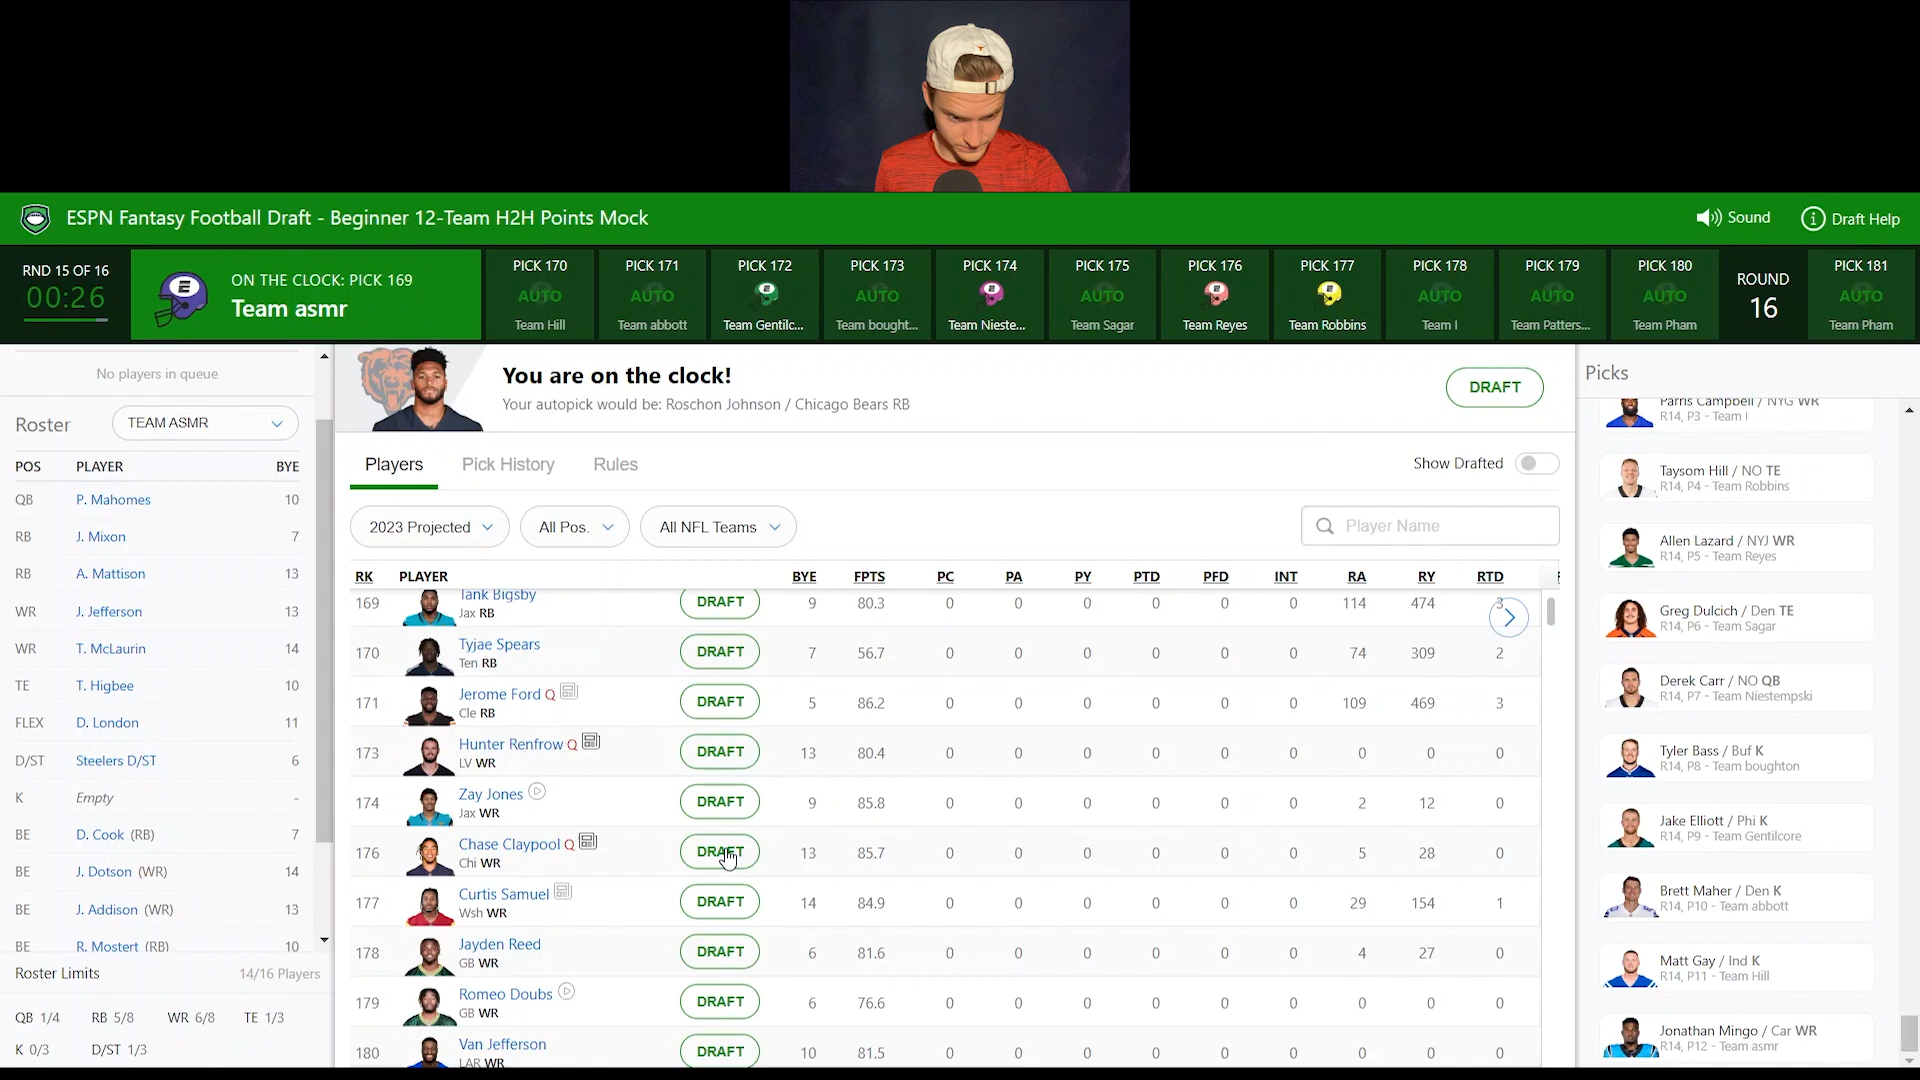 ESPN Fantasy Football Draft - Beginner 12-Team H2H Points Mock
Sound
Draft Help
RND 15 OF 16
00:26
ON THE CLOCK: PICK 169
Team asmr
PICK 170
AUTO
Team Hill
PICK 171
AUTO
Team abbott
PICK 172
Team Gentilc...
PICK 173
AUTO
Team bought...
PICK 174
Team Nieste...
PICK 175
AUTO
Team Sagar
PICK 176
Team Reyes
PICK 177
Team Robbins
PICK 178
AUTO
Team I
PICK 179
AUTO
Team Patters...
PICK 180
AUTO
Team Pham
ROUND
16
PICK 181
AUTO
Team Pham
No players in queue
Roster
TEAM ASMR
POS PLAYER BYE
QB P. Mahomes 10
RB J. Mixon 7
RB A. Mattison 13
WR J. Jefferson 13
WR T. McLaurin 14
TE T. Higbee 10
FLEX D. London 11
D/ST Steelers D/ST 6
K Empty -
BE D. Cook (RB) 7
BE J. Dotson (WR) 14
BE J. Addison (WR) 13
BE R. Mostert (RB) 10
Roster Limits 14/16 Players
QB 1/4 RB 5/8 WR 6/8 TE 1/3
K 0/3 D/ST 1/3
You are on the clock!
Your autopick would be: Roschon Johnson / Chicago Bears RB
DRAFT
Players Pick History Rules
Show Drafted
2023 Projected All Pos. All NFL Teams
Player Name
RK PLAYER BYE FPTS PC PA PY PTD PFD INT RA RY RTD
169 Tank Bigsby Jax RB DRAFT 9 80.3 0 0 0 0 0 0 114 474 3
170 Tyjae Spears Ten RB DRAFT 7 56.7 0 0 0 0 0 0 74 309 2
171 Jerome Ford Q Cle RB DRAFT 5 86.2 0 0 0 0 0 0 109 469 3
173 Hunter Renfrow Q LV WR DRAFT 13 80.4 0 0 0 0 0 0 0 0 0
174 Zay Jones Jax WR DRAFT 9 85.8 0 0 0 0 0 0 2 12 0
176 Chase Claypool Q Chi WR DRAFT 13 85.7 0 0 0 0 0 0 5 28 0
177 Curtis Samuel Wsh WR DRAFT 14 84.9 0 0 0 0 0 0 29 154 1
178 Jayden Reed GB WR DRAFT 6 81.6 0 0 0 0 0 0 4 27 0
179 Romeo Doubs GB WR DRAFT 6 76.6 0 0 0 0 0 0 0 0 0
180 Van Jefferson LAR WR DRAFT 10 81.5 0 0 0 0 0 0 0 0 0
Picks
Parris Campbell / NYG WR
R14, P3 - Team I
Taysom Hill / NO TE
R14, P4 - Team Robbins
Allen Lazard / NYJ WR
R14, P5 - Team Reyes
Greg Dulcich / Den TE
R14, P6 - Team Sagar
Derek Carr / NO QB
R14, P7 - Team Niestempski
Tyler Bass / Buf K
R14, P8 - Team boughton
Jake Elliott / Phi K
R14, P9 - Team Gentilcore
Brett Maher / Den K
R14, P10 - Team abbott
Matt Gay / Ind K
R14, P11 - Team Hill
Jonathan Mingo / Car WR
R14, P12 - Team asmr